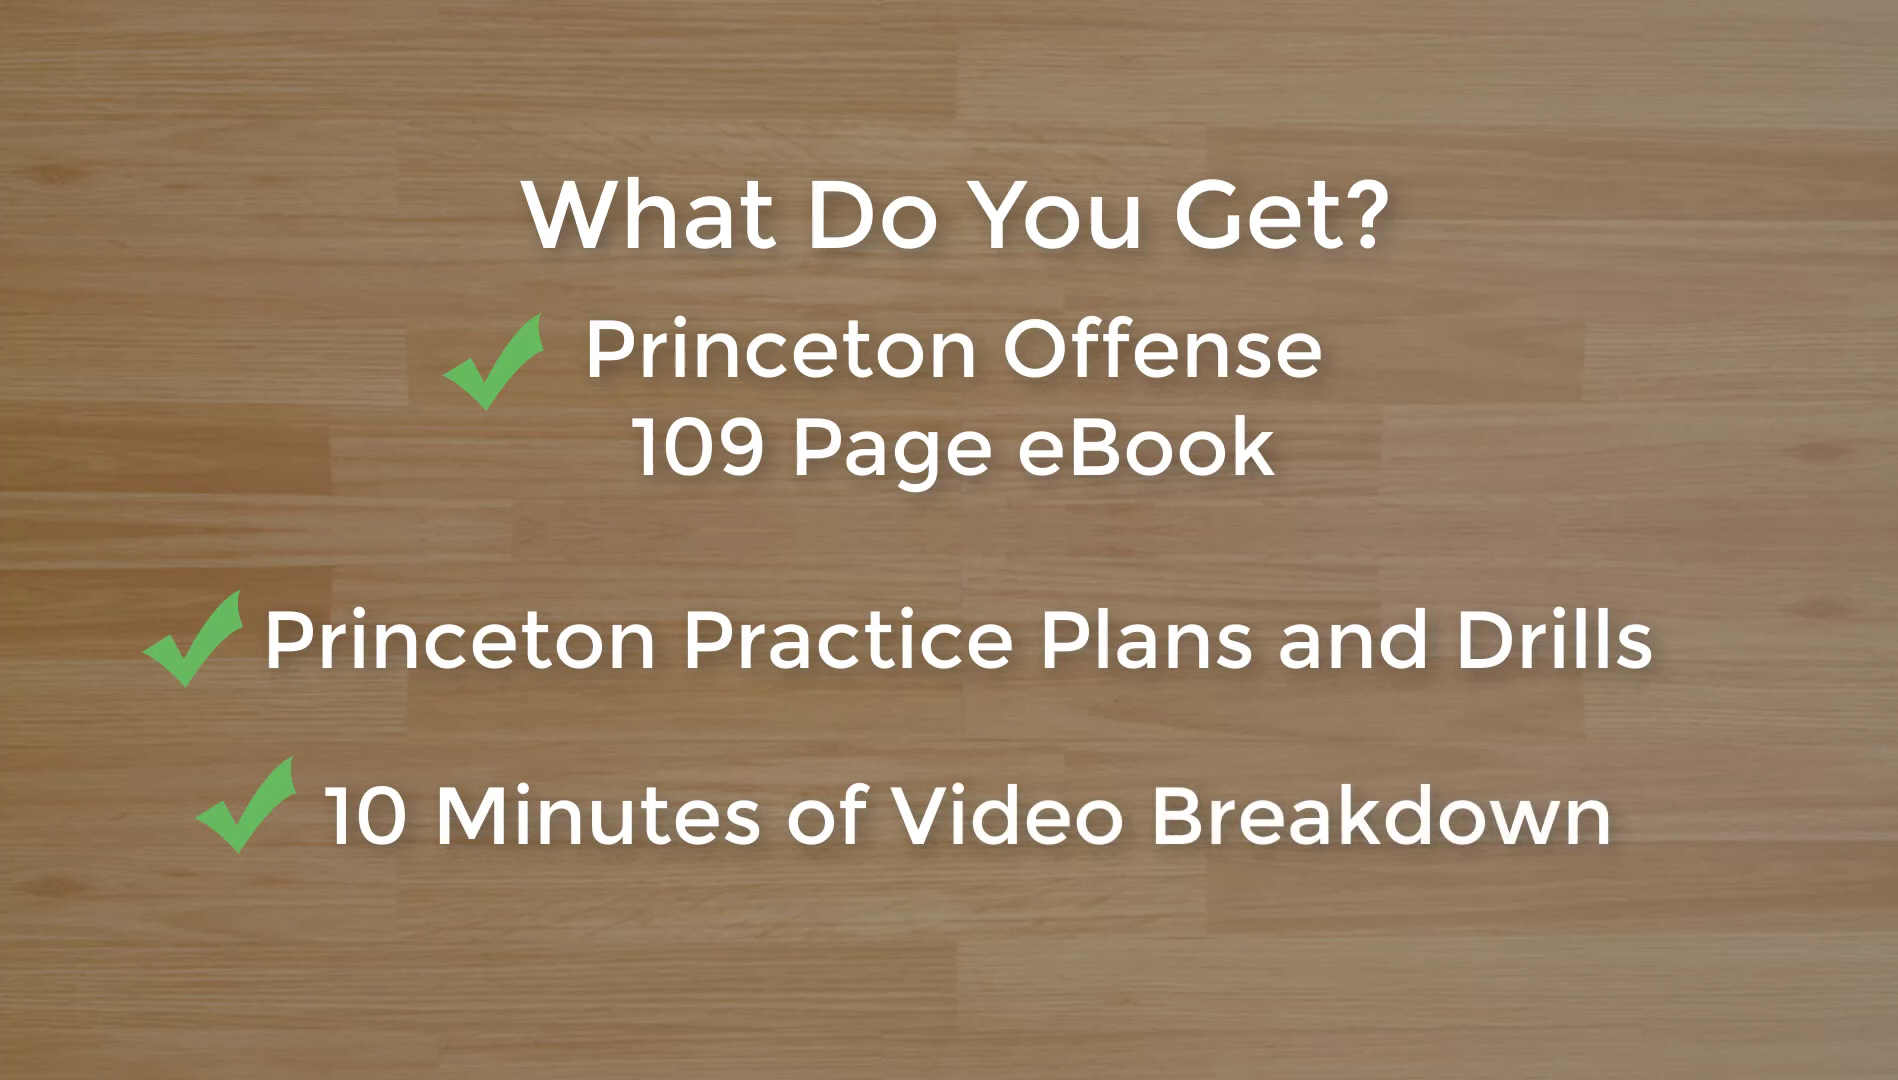 What Do You Get?
Princeton Offense
109 Page eBook
Princeton Practice Plans and Drills
10 Minutes of Video Breakdown